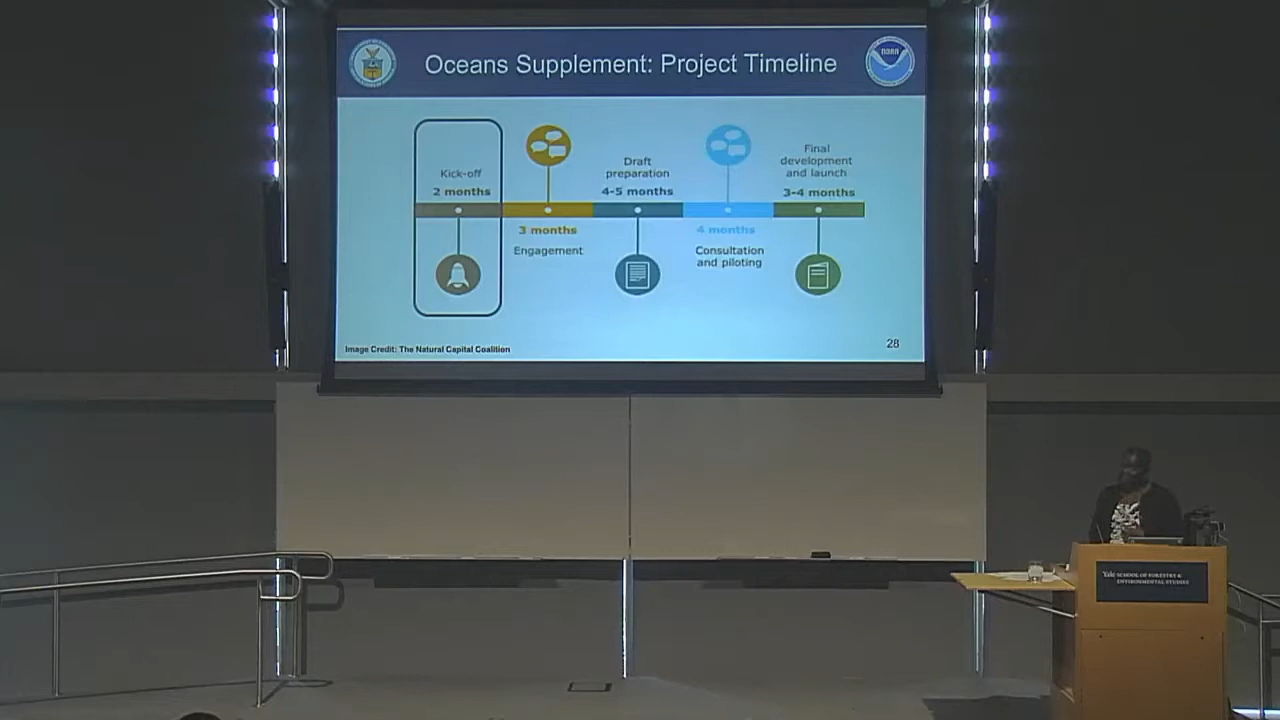 Oceans Supplement: Project Timeline
NOAA
Kick-off
2 months
3 months
Engagement
Draft
preparation
4-5 months
4 months
Consultation
and piloting
Final
development
and launch
3-4 months
Image Credit: The Natural Capital Coalition
28
Yale SCHOOL OF FORESTRY &
ENVIRONMENTAL STUDIES